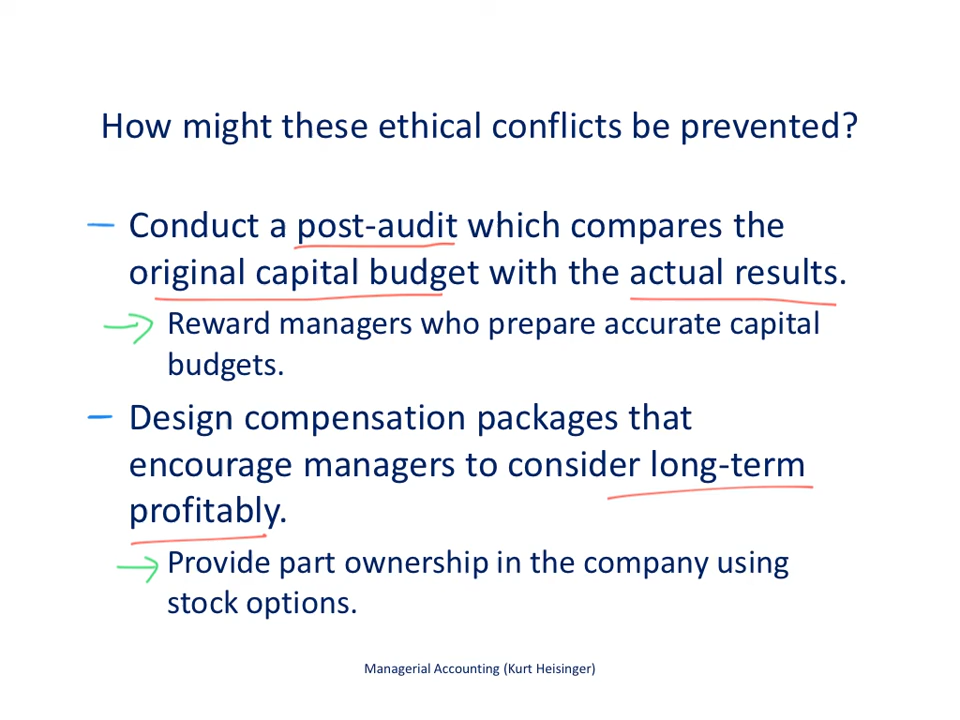 How might these ethical conflicts be prevented?
– Conduct a post-audit which compares the
original capital budget with the actual results.
→ Reward managers who prepare accurate capital
budgets.
– Design compensation packages that
encourage managers to consider long-term
profitably.
→ Provide part ownership in the company using
stock options.
Managerial Accounting (Kurt Heisinger)